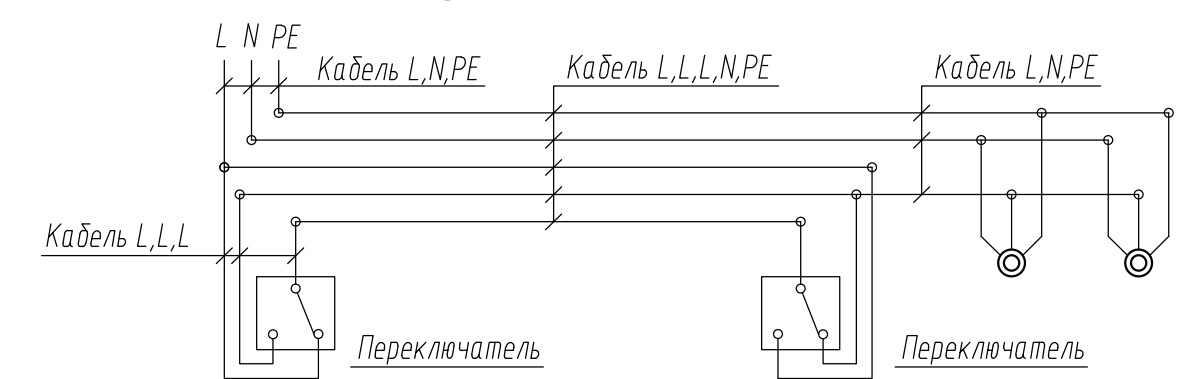 L N PE
Кабель L,N,PE
Кабель L,L,L,N,PE
Кабель L,N,PE
Кабель L,L,L
Переключатель
Переключатель